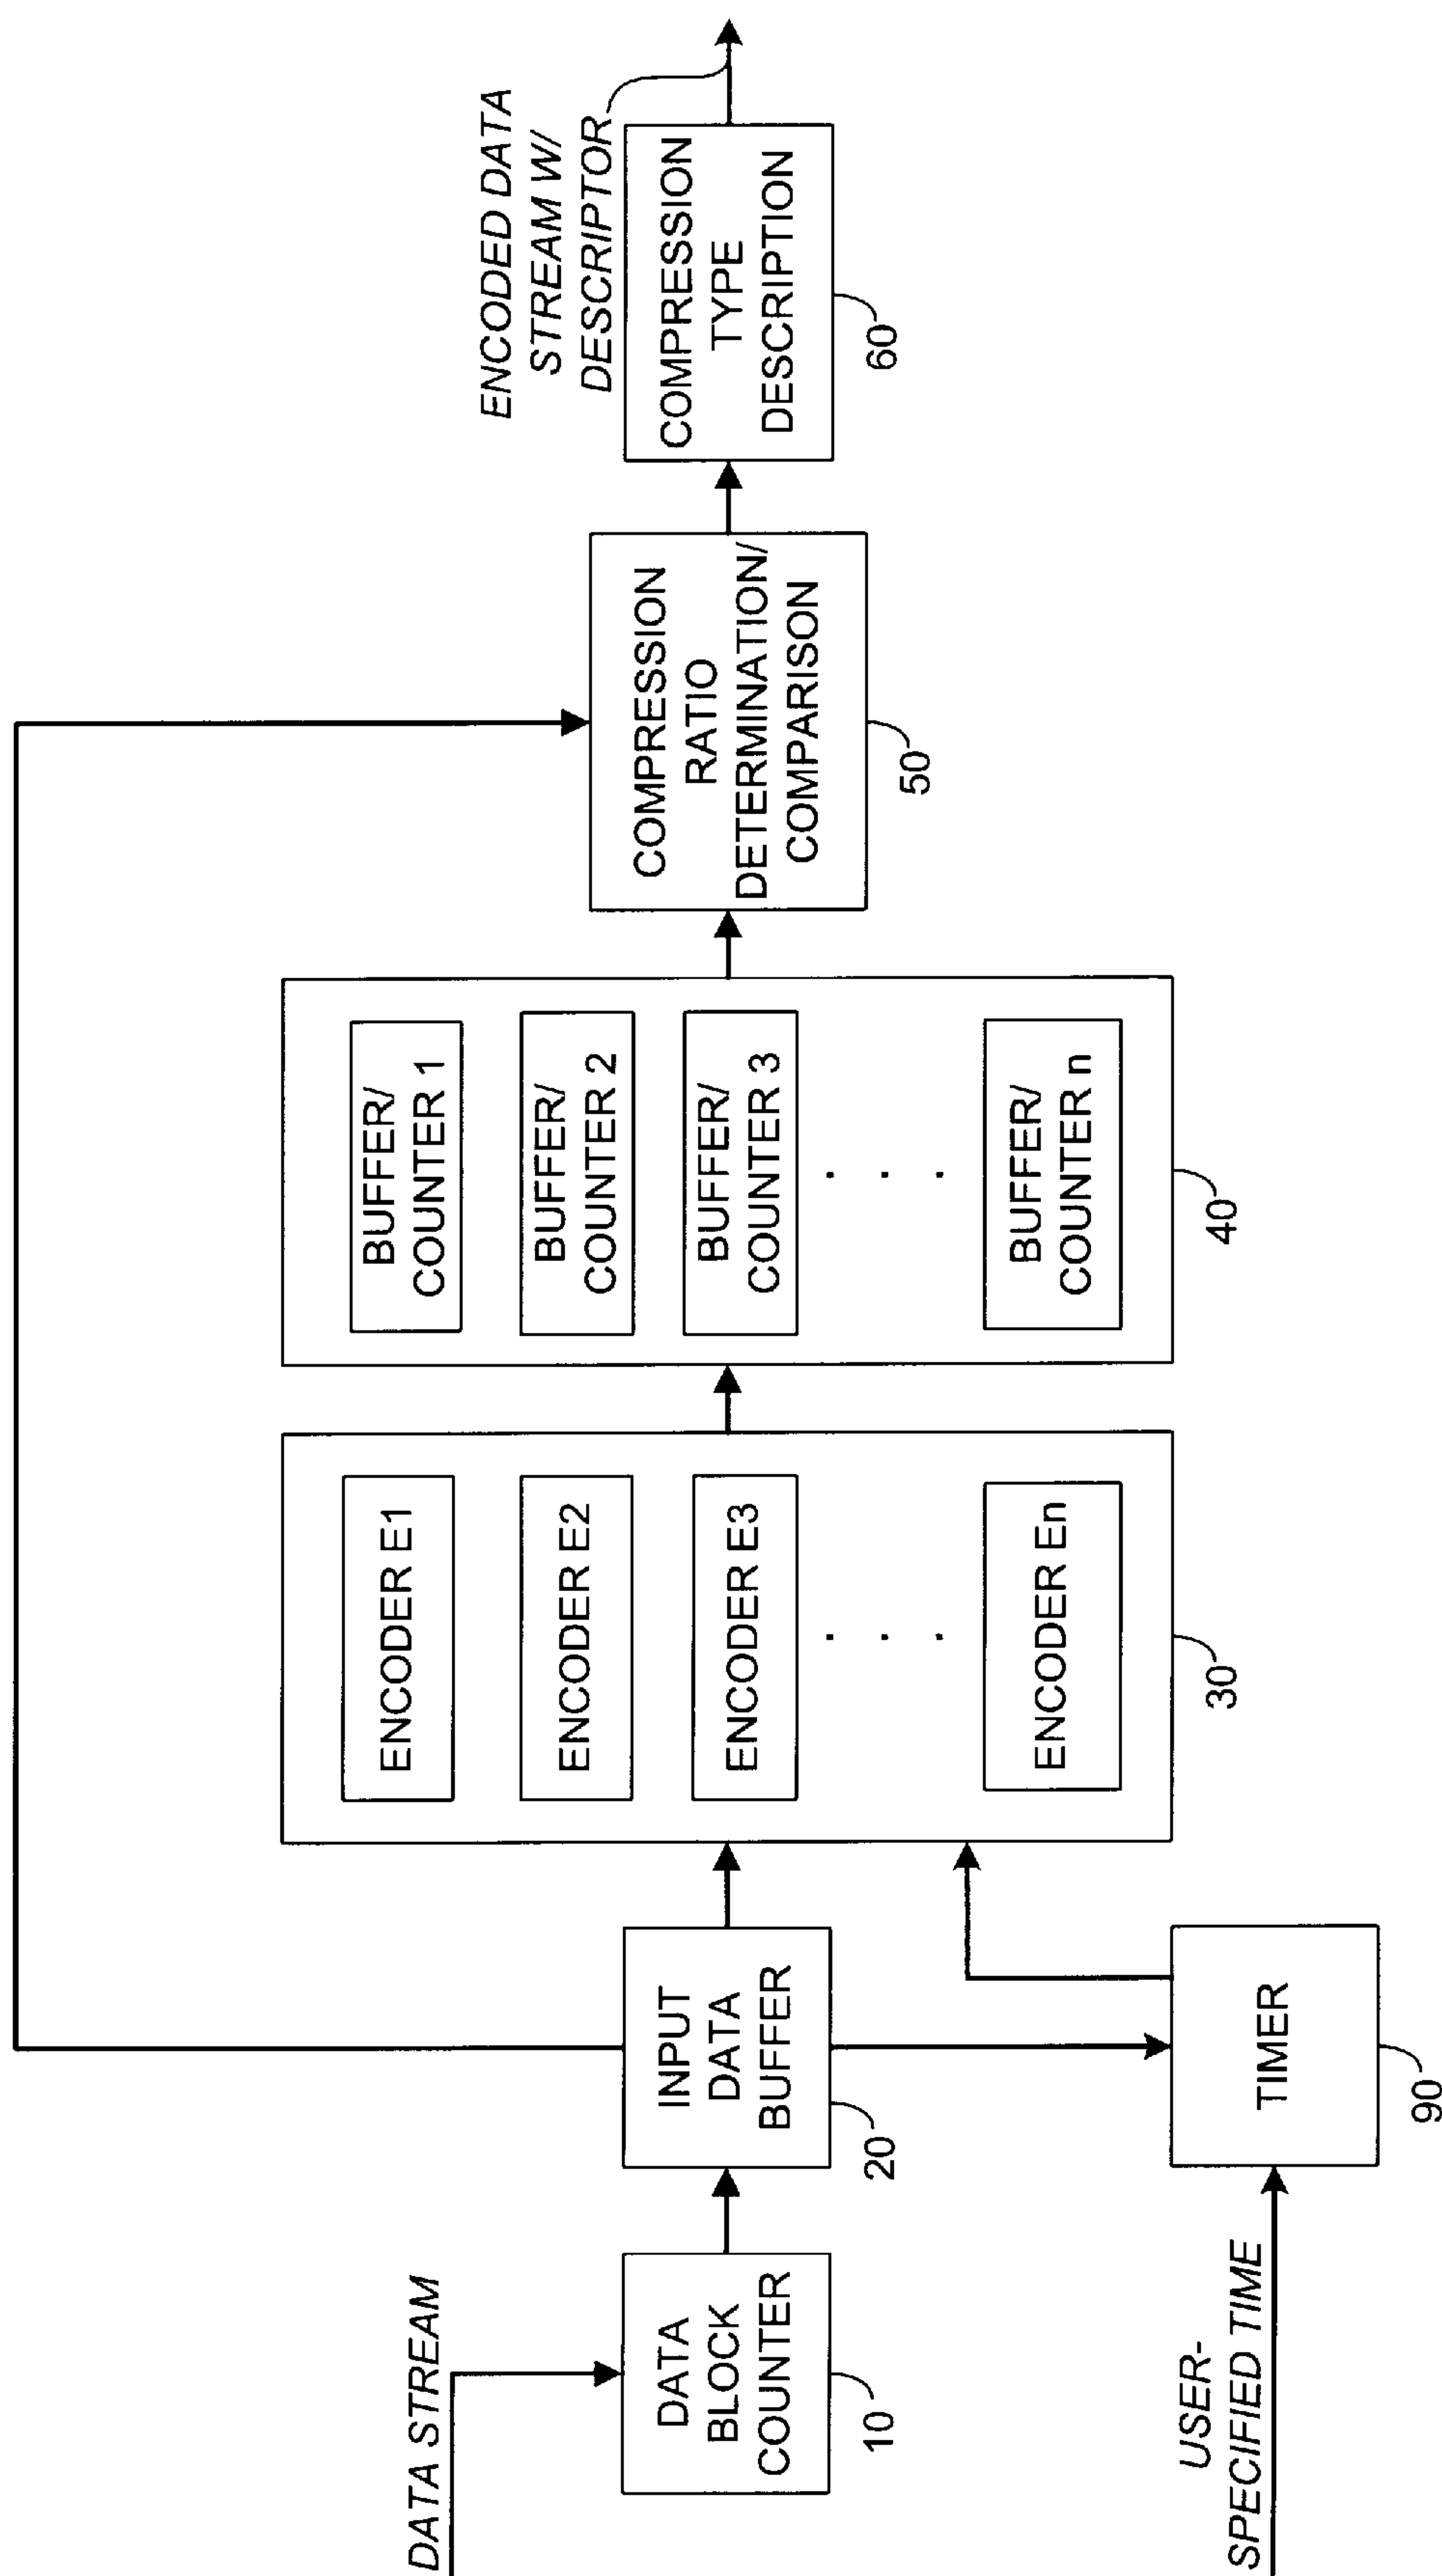 DATA STREAM
DATA
BLOCK
COUNTER
10
INPUT
DATA
BUFFER
20
USER-
SPECIFIED TIME
TIMER
90
ENCODER E1
ENCODER E2
ENCODER E3
. . .
ENCODER En
30
BUFFER/
COUNTER 1
BUFFER/
COUNTER 2
BUFFER/
COUNTER 3
. . .
BUFFER/
COUNTER n
40
COMPRESSION
RATIO
DETERMINATION/
COMPARISON
50
COMPRESSION
TYPE
DESCRIPTION
60
ENCODED DATA
STREAM W/
DESCRIPTOR